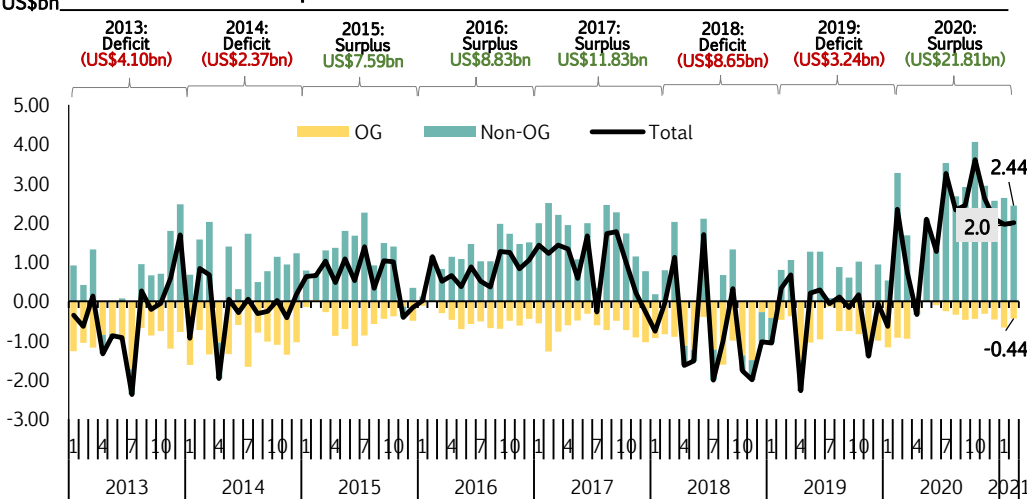 US$bn
2013: 2014: 2015: 2016: 2017: 2018: 2019: 2020:
Deficit Deficit Surplus Surplus Surplus Deficit Deficit Surplus
(US$4.10bn) (US$2.37bn) US$7.59bn US$8.83bn US$11.83bn (US$8.65bn) (US$3.24bn) (US$21.81bn)
5.00
OG Non-OG Total
4.00
2.44
3.00
2.00
2.0
1.00
0.00
-0.44
-1.00
-2.00
-3.00
1 4 7 10 1 4 7 10 1 4 7 10 1 4 7 10 1 4 7 10 1 4 7 10 1 4 7 10 1 4 7 10 1
2013 2014 2015 2016 2017 2018 2019 2020 2021